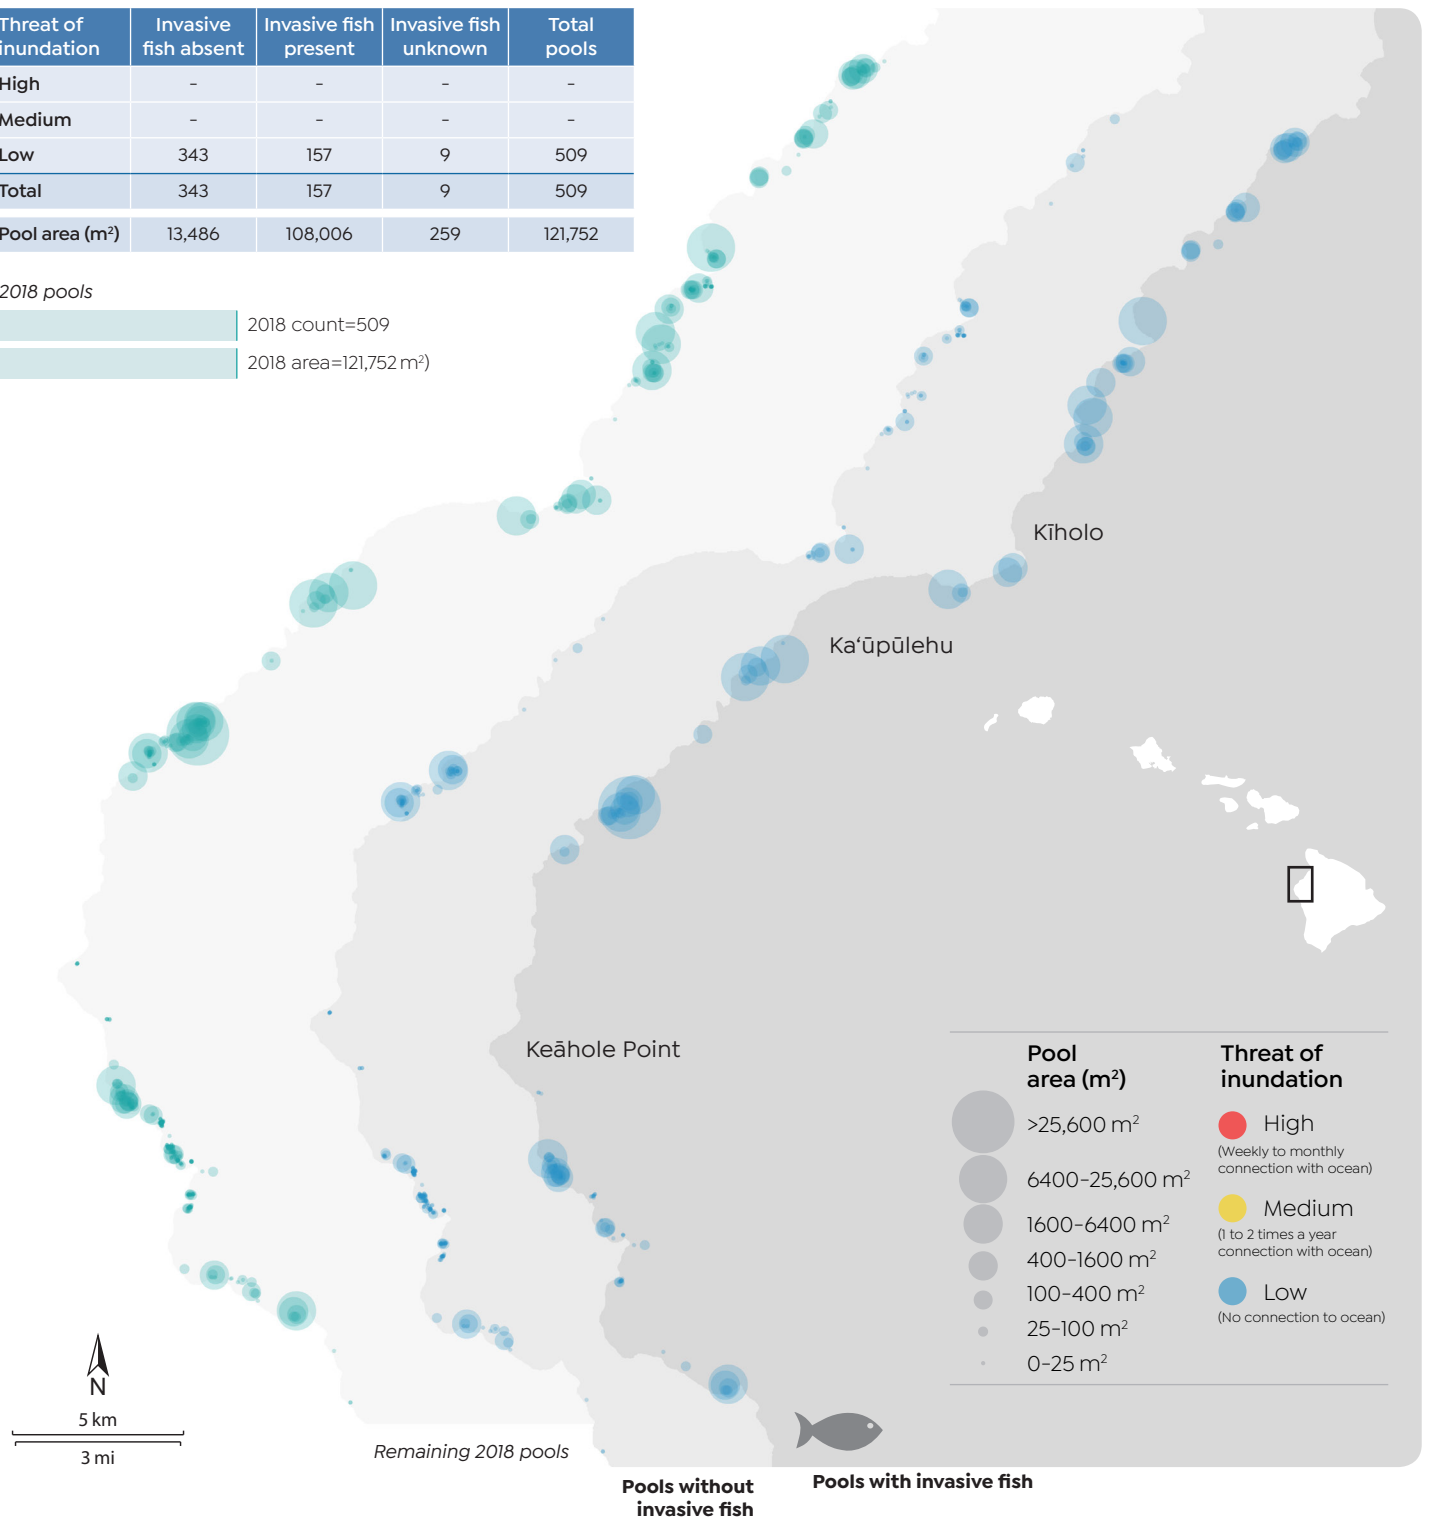 Threat of inundation | Invasive fish absent | Invasive fish present | Invasive fish unknown | Total pools
High | - | - | - | -
Medium | - | - | - | -
Low | 343 | 157 | 9 | 509
Total | 343 | 157 | 9 | 509
Pool area (m²) | 13,486 | 108,006 | 259 | 121,752
2018 pools
2018 count=509
2018 area=121,752 m²)
Kīholo
Kaʻūpūlehu
Keāhole Point
Pool
area (m²)
>25,600 m²
6400-25,600 m²
1600-6400 m²
400-1600 m²
100-400 m²
25-100 m²
0-25 m²
Threat of
inundation
High
(Weekly to monthly
connection with ocean)
Medium
(1 to 2 times a year
connection with ocean)
Low
(No connection to ocean)
N
5 km
3 mi
Remaining 2018 pools
Pools without
invasive fish
Pools with invasive fish